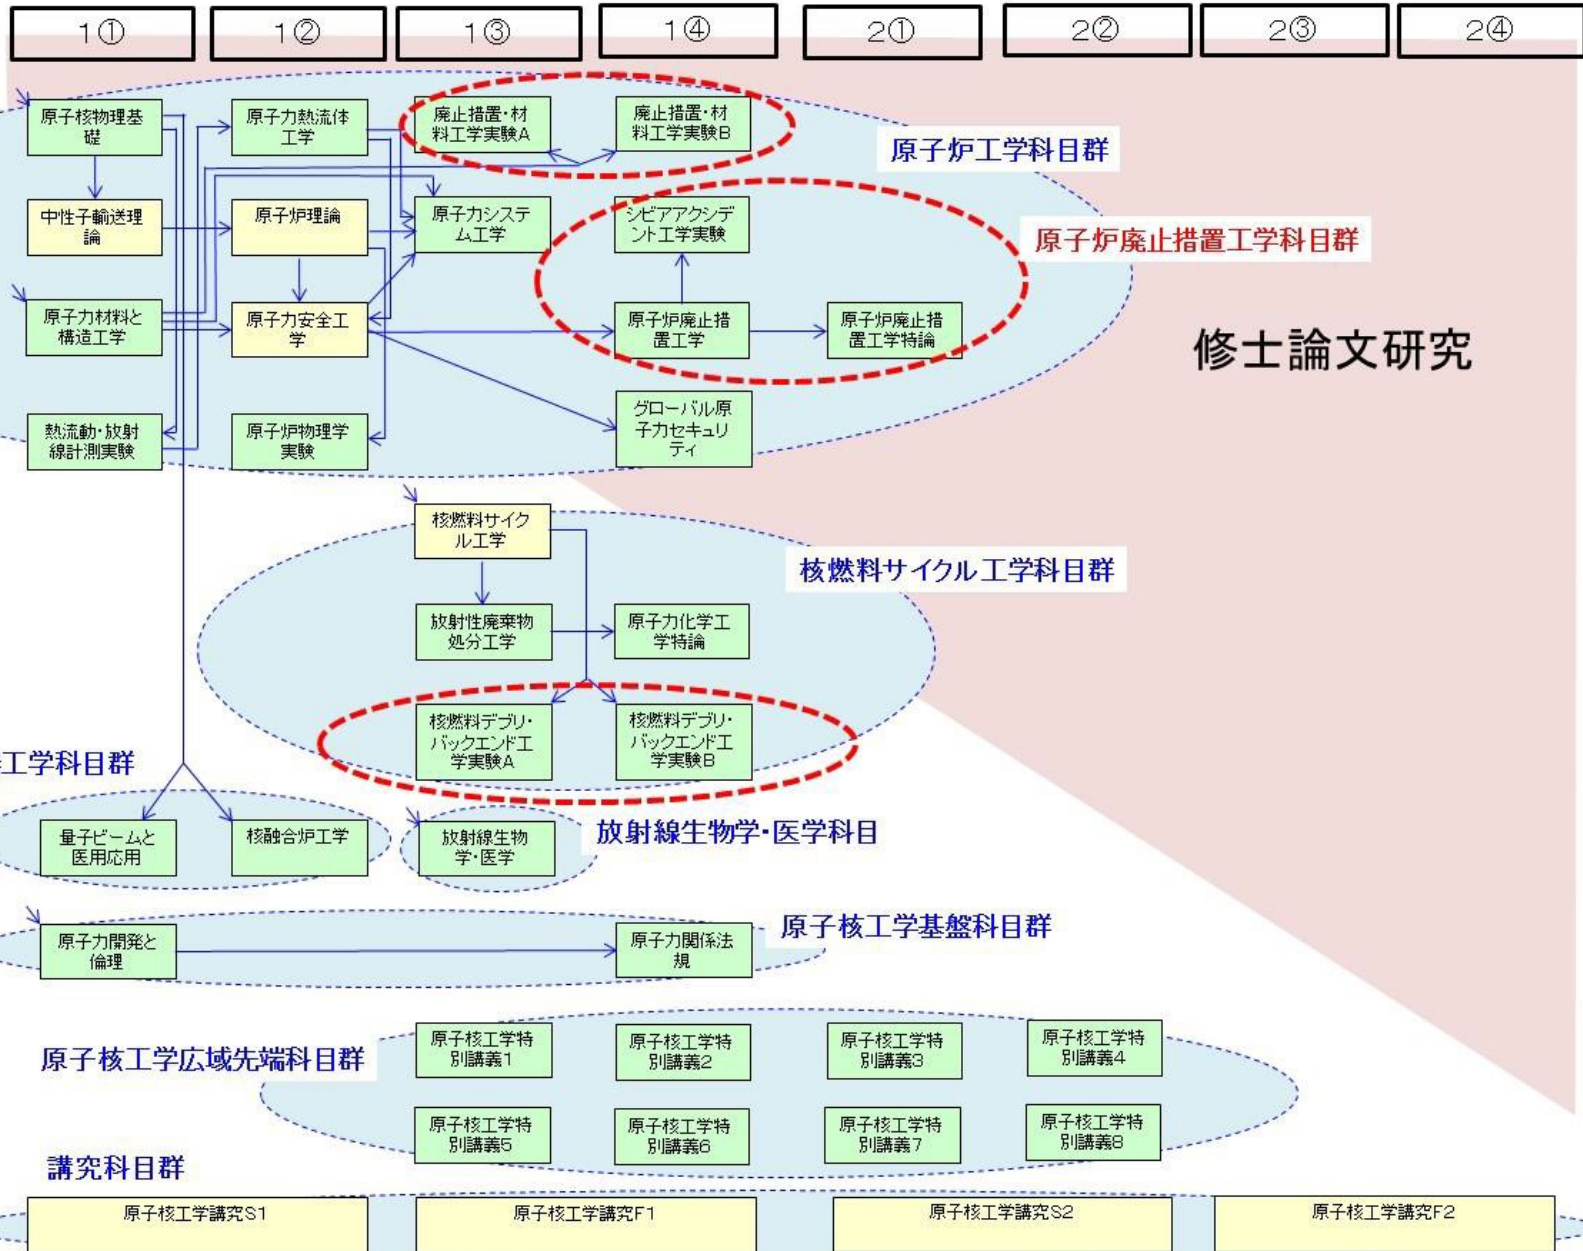 1①
1②
1③
1④
2①
2②
2③
2④
原子核物理基
礎
原子力熱流体
工学
廃止措置・材
料工学実験A
廃止措置・材
料工学実験B
原子炉工学科目群
中性子輸送理
論
原子炉理論
原子力システ
ム工学
シビアアクシデ
ント工学実験
原子炉廃止措置工学科目群
原子力材料と
構造工学
原子力安全工
学
原子炉廃止措
置工学
原子炉廃止措
置工学特論
修士論文研究
熱流動・放射
線計測実験
原子炉物理学
実験
グローバル原
子力セキュリ
ティ
核燃料サイク
ル工学
核燃料サイクル工学科目群
放射性廃棄物
処分工学
原子力化学工
学特論
核燃料デブリ・
バックエンド工
学実験A
核燃料デブリ・
バックエンド工
学実験B
工学科目群
量子ビームと
医用応用
核融合炉工学
放射線生物
学・医学
放射線生物学・医学科目
原子力開発と
倫理
原子力関係法
規
原子核工学基盤科目群
原子核工学広域先端科目群
原子核工学特
別講義1
原子核工学特
別講義2
原子核工学特
別講義3
原子核工学特
別講義4
原子核工学特
別講義5
原子核工学特
別講義6
原子核工学特
別講義7
原子核工学特
別講義8
講究科目群
原子核工学講究S1
原子核工学講究F1
原子核工学講究S2
原子核工学講究F2